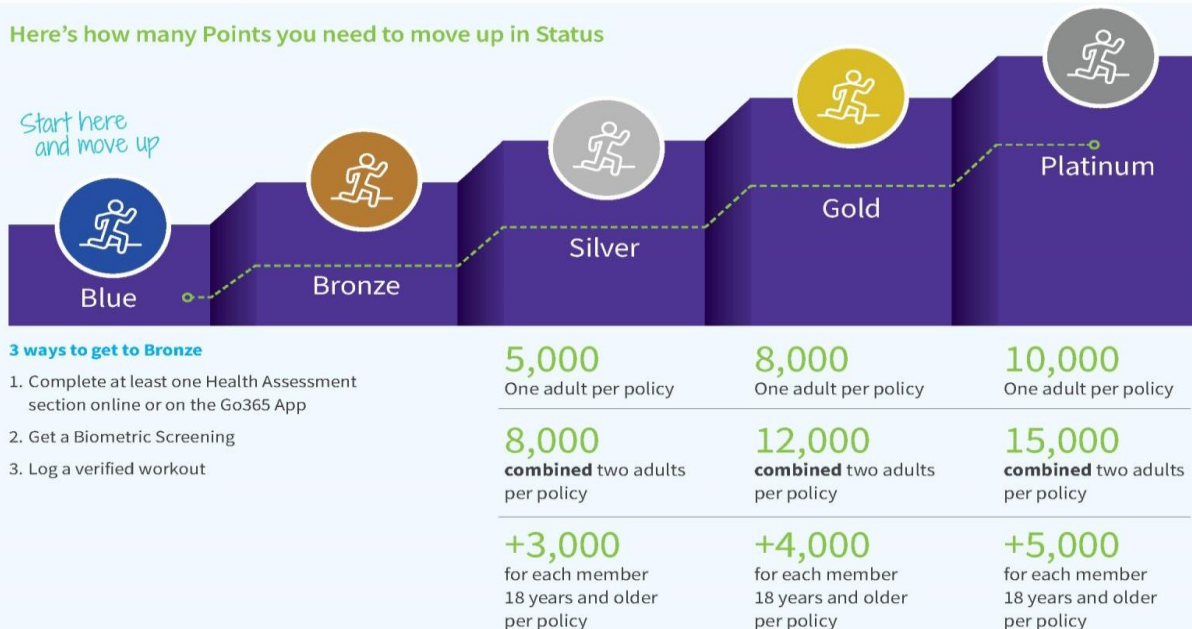 Here's how many Points you need to move up in Status
Start here
and move up
Blue
Bronze
Silver
Gold
Platinum
3 ways to get to Bronze
1. Complete at least one Health Assessment
section online or on the Go365 App
2. Get a Biometric Screening
3. Log a verified workout
5,000
One adult per policy
8,000
combined two adults
per policy
+3,000
for each member
18 years and older
per policy
8,000
One adult per policy
12,000
combined two adults
per policy
+4,000
for each member
18 years and older
per policy
10,000
One adult per policy
15,000
combined two adults
per policy
+5,000
for each member
18 years and older
per policy